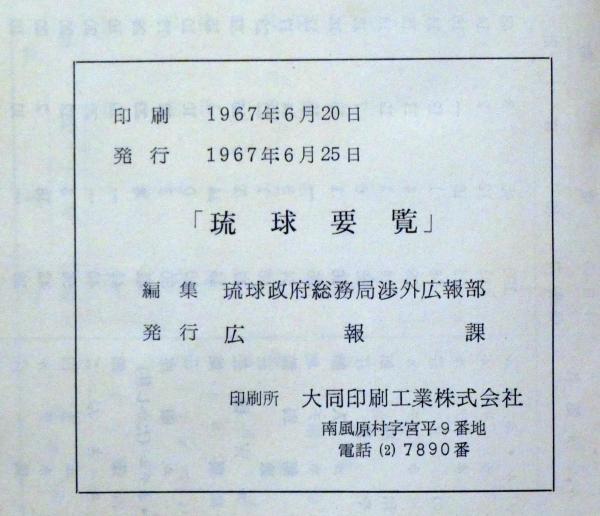 印刷 1967年6月20日
発行 1967年6月25日
「琉球要覧」
編集 琉球政府総務局渉外広報部
発行 広報課
印刷所 大同印刷工業株式会社
南風原村字宮平9番地
電話(2)7890番